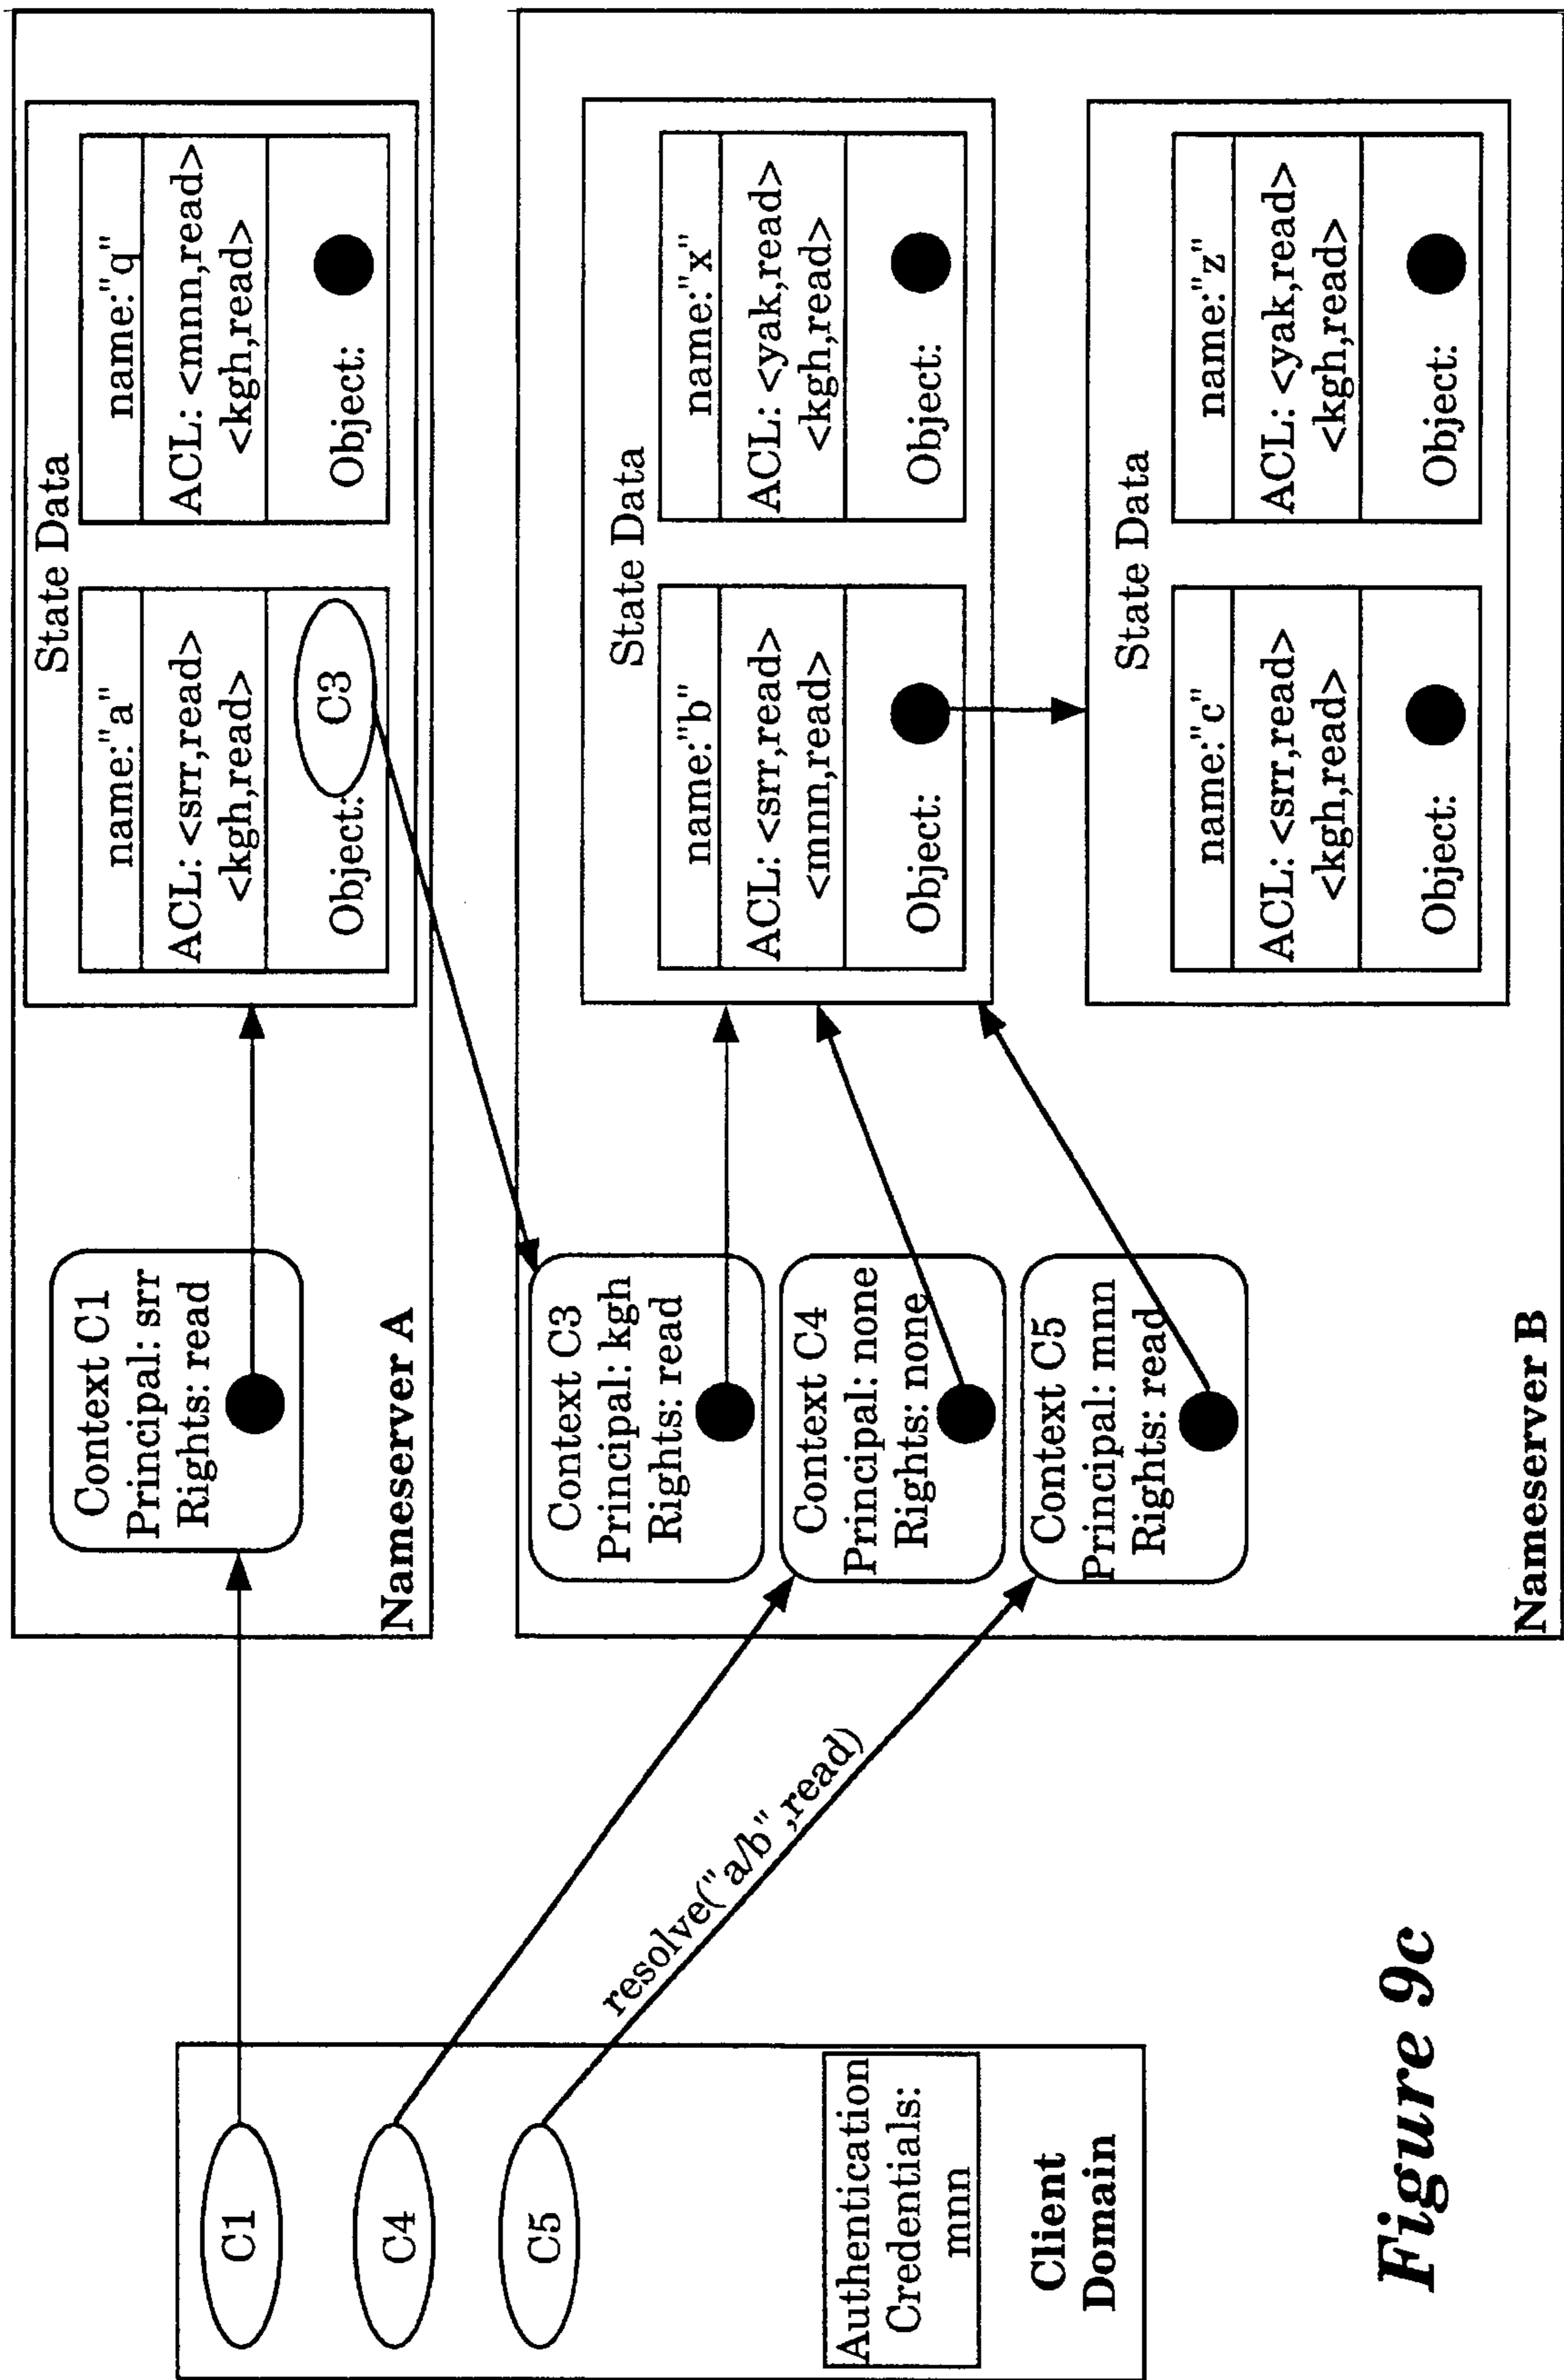 C1
C4
C5
Authentication
Credentials:
mnn
Client
Domain
resolve("a/b",read)
Context C1
Principal: srr
Rights: read
Nameserver A
State Data
name:"a"
ACL: <srr,read>
<kgh,read>
Object:
C3
name:"q"
ACL: <mnn,read>
<kgh,read>
Object:
Context C3
Principal: kgh
Rights: read
Context C4
Principal: none
Rights: none
Context C5
Principal: mnn
Rights: read
Nameserver B
State Data
name:"b"
ACL: <srr,read>
<mnn,read>
Object:
name:"x"
ACL: <yak,read>
<kgh,read>
Object:
State Data
name:"c"
ACL: <srr,read>
<kgh,read>
Object:
name:"z"
ACL: <yak,read>
<kgh,read>
Object:
Figure 9c